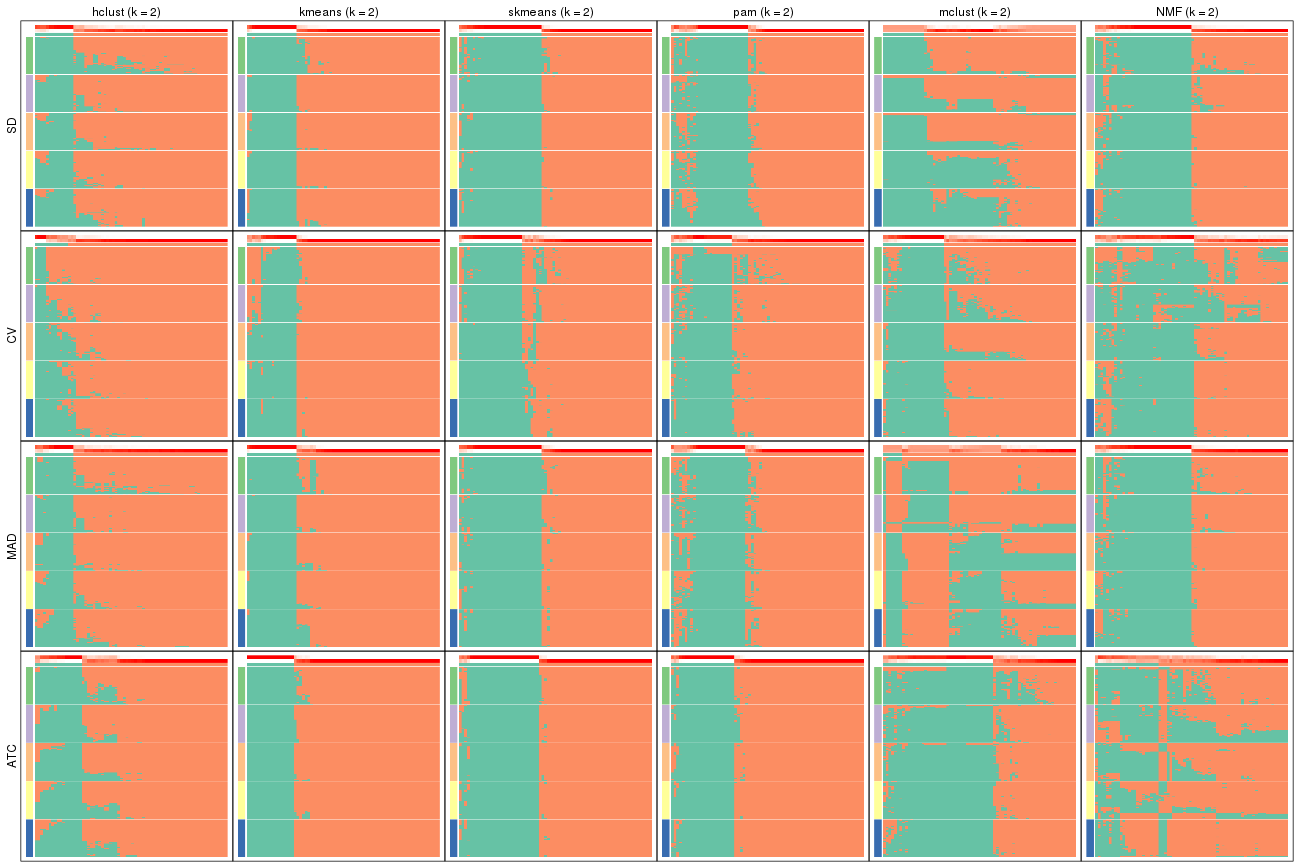 hclust (k = 2)
kmeans (k = 2)
skmeans (k = 2)
pam (k = 2)
mclust (k = 2)
NMF (k = 2)
SD
CV
MAD
ATC